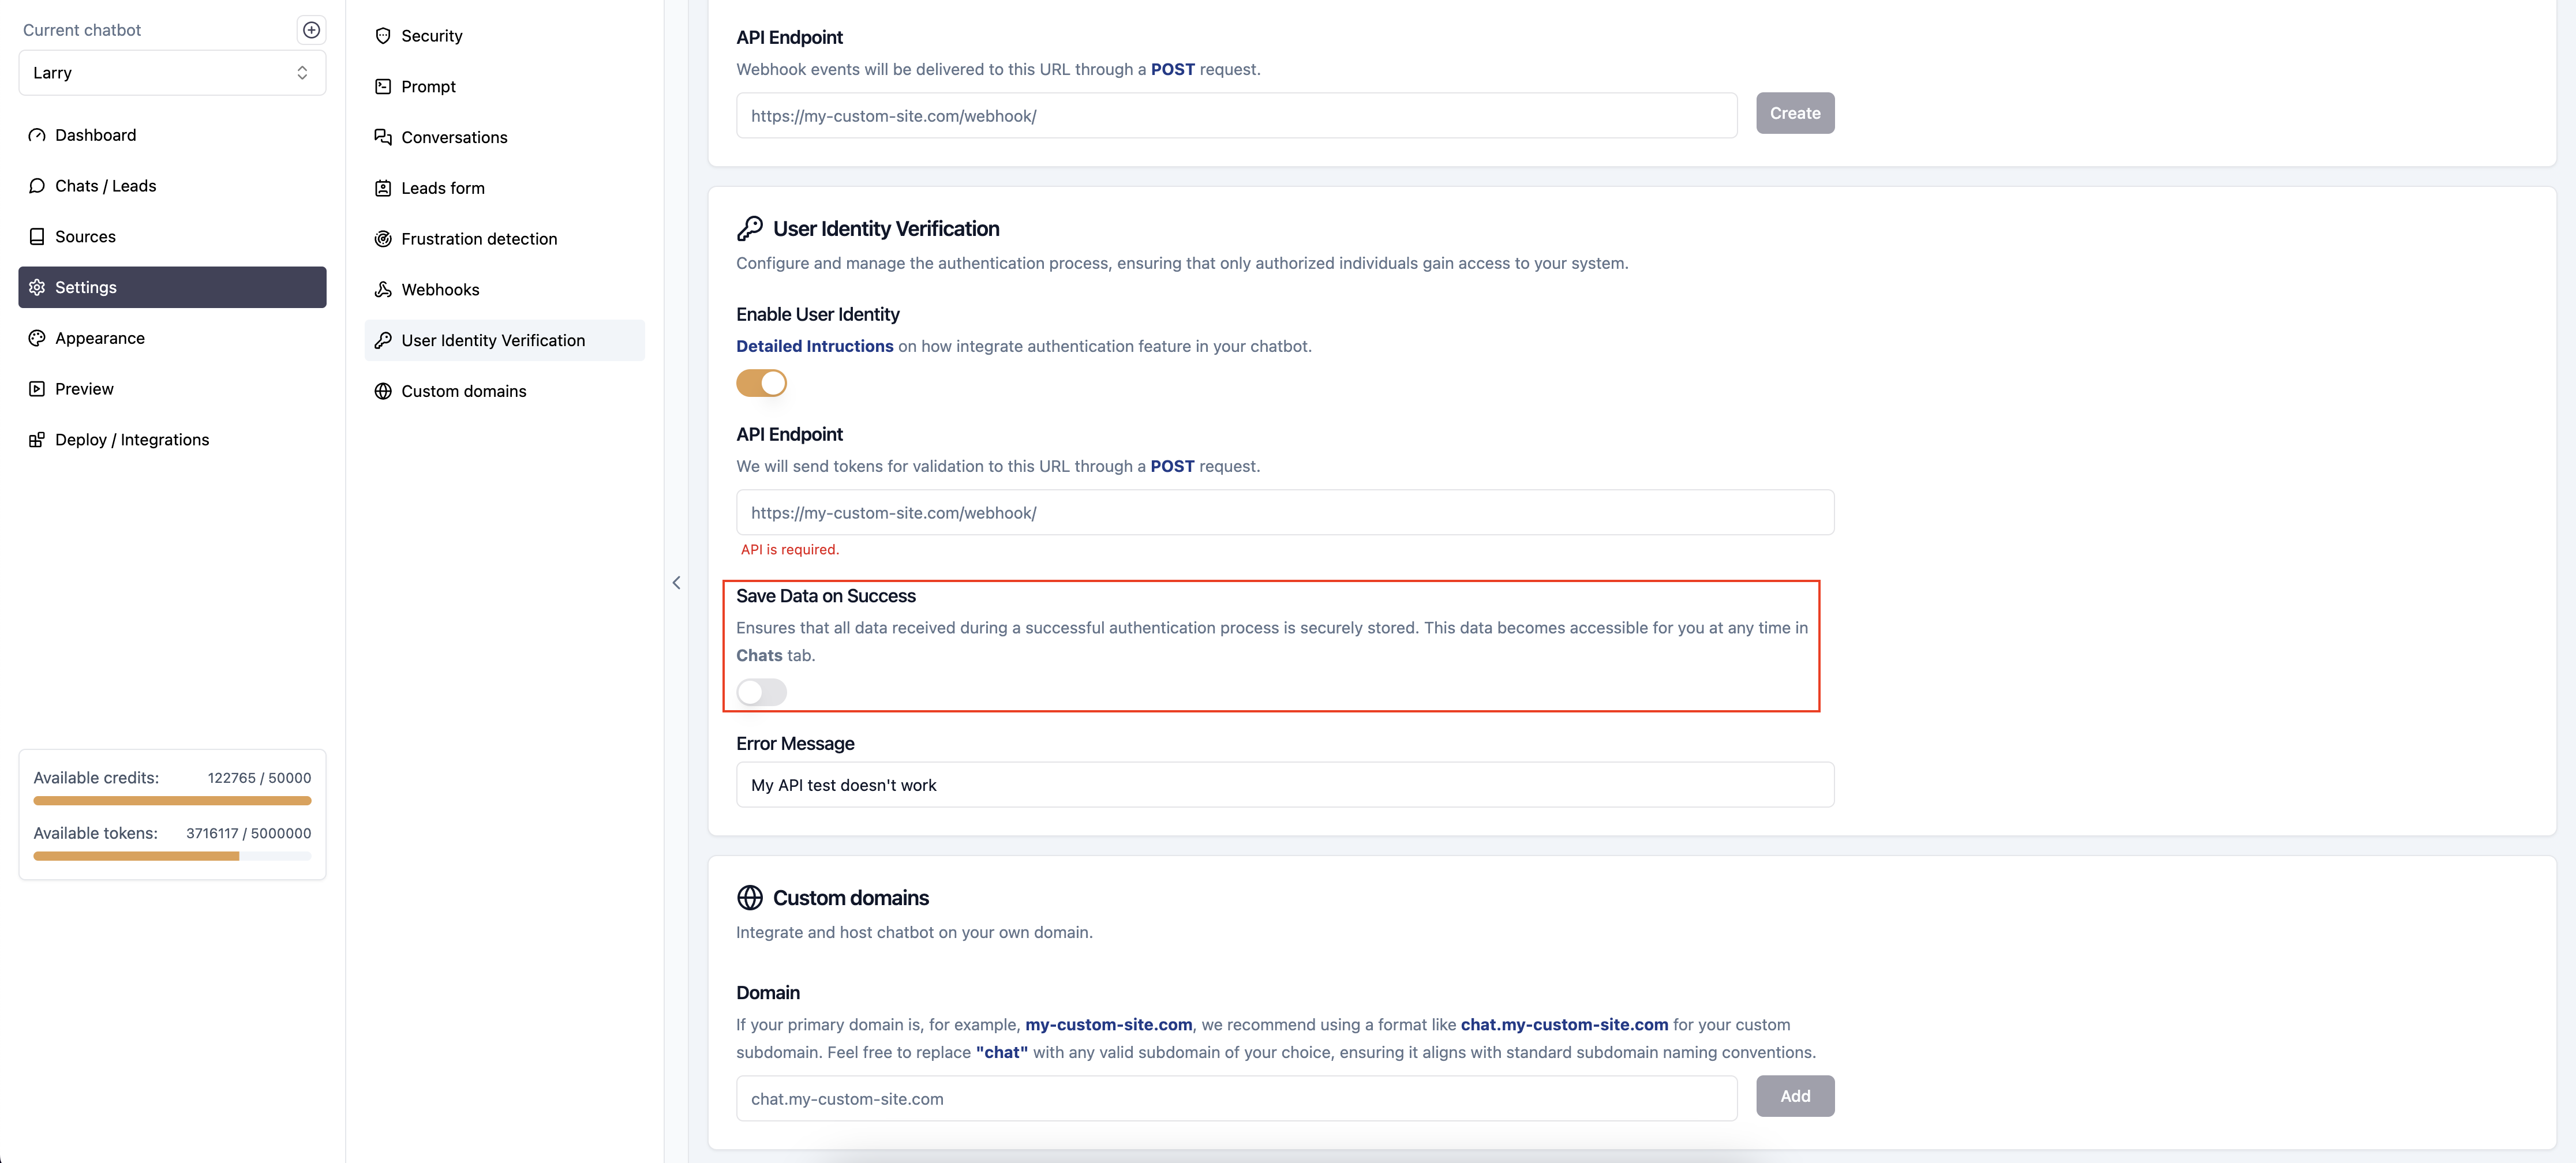 Current chatbot
Larry
Dashboard
Chats / Leads
Sources
Settings
Appearance
Preview
Deploy / Integrations
Available credits: 122765 / 50000
Available tokens: 3716117 / 5000000
Security
Prompt
Conversations
Leads form
Frustration detection
Webhooks
User Identity Verification
Custom domains
API Endpoint
Webhook events will be delivered to this URL through a POST request.
https://my-custom-site.com/webhook/
Create
User Identity Verification
Configure and manage the authentication process, ensuring that only authorized individuals gain access to your system.
Enable User Identity
Detailed Intructions on how integrate authentication feature in your chatbot.
API Endpoint
We will send tokens for validation to this URL through a POST request.
https://my-custom-site.com/webhook/
API is required.
Save Data on Success
Ensures that all data received during a successful authentication process is securely stored. This data becomes accessible for you at any time in
Chats tab.
Error Message
My API test doesn't work
Custom domains
Integrate and host chatbot on your own domain.
Domain
If your primary domain is, for example, my-custom-site.com, we recommend using a format like chat.my-custom-site.com for your custom
subdomain. Feel free to replace "chat" with any valid subdomain of your choice, ensuring it aligns with standard subdomain naming conventions.
chat.my-custom-site.com
Add